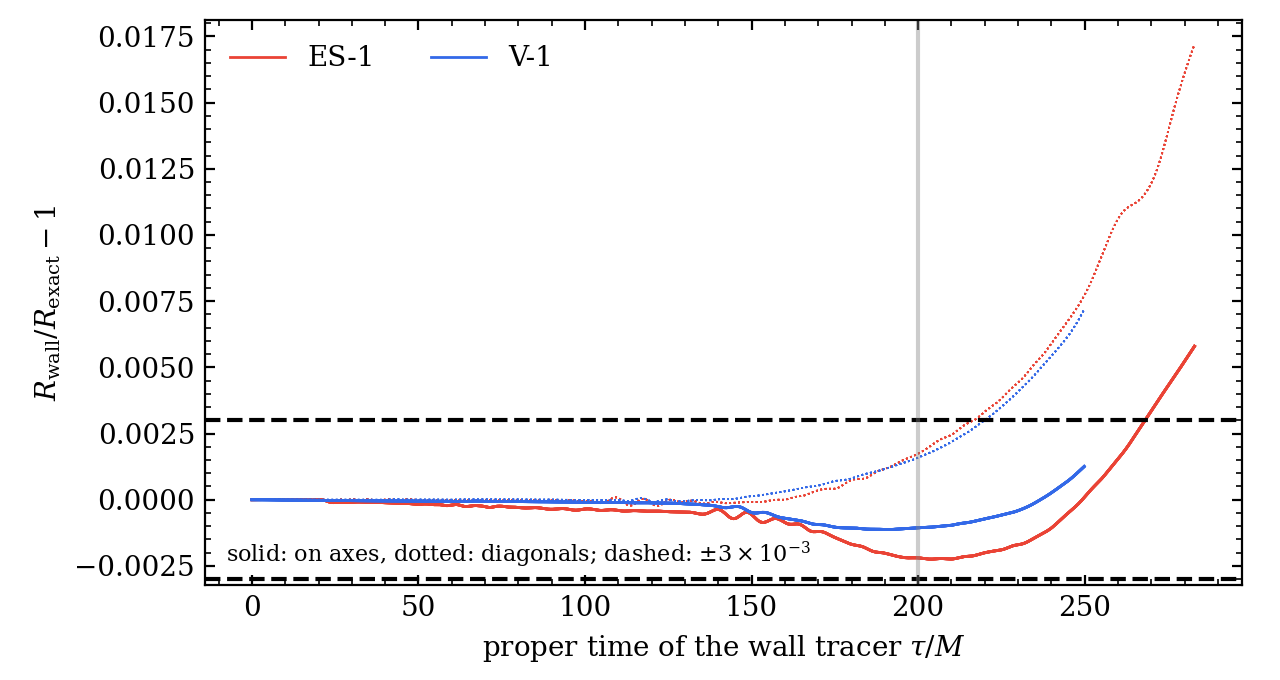 ES-1 V-1
0.0175
0.0150
0.0125
0.0100
0.0075
0.0050
0.0025
0.0000
−0.0025
R_wall/R_exact − 1
solid: on axes, dotted: diagonals; dashed: ±3 × 10⁻³
0 50 100 150 200 250
proper time of the wall tracer τ/M